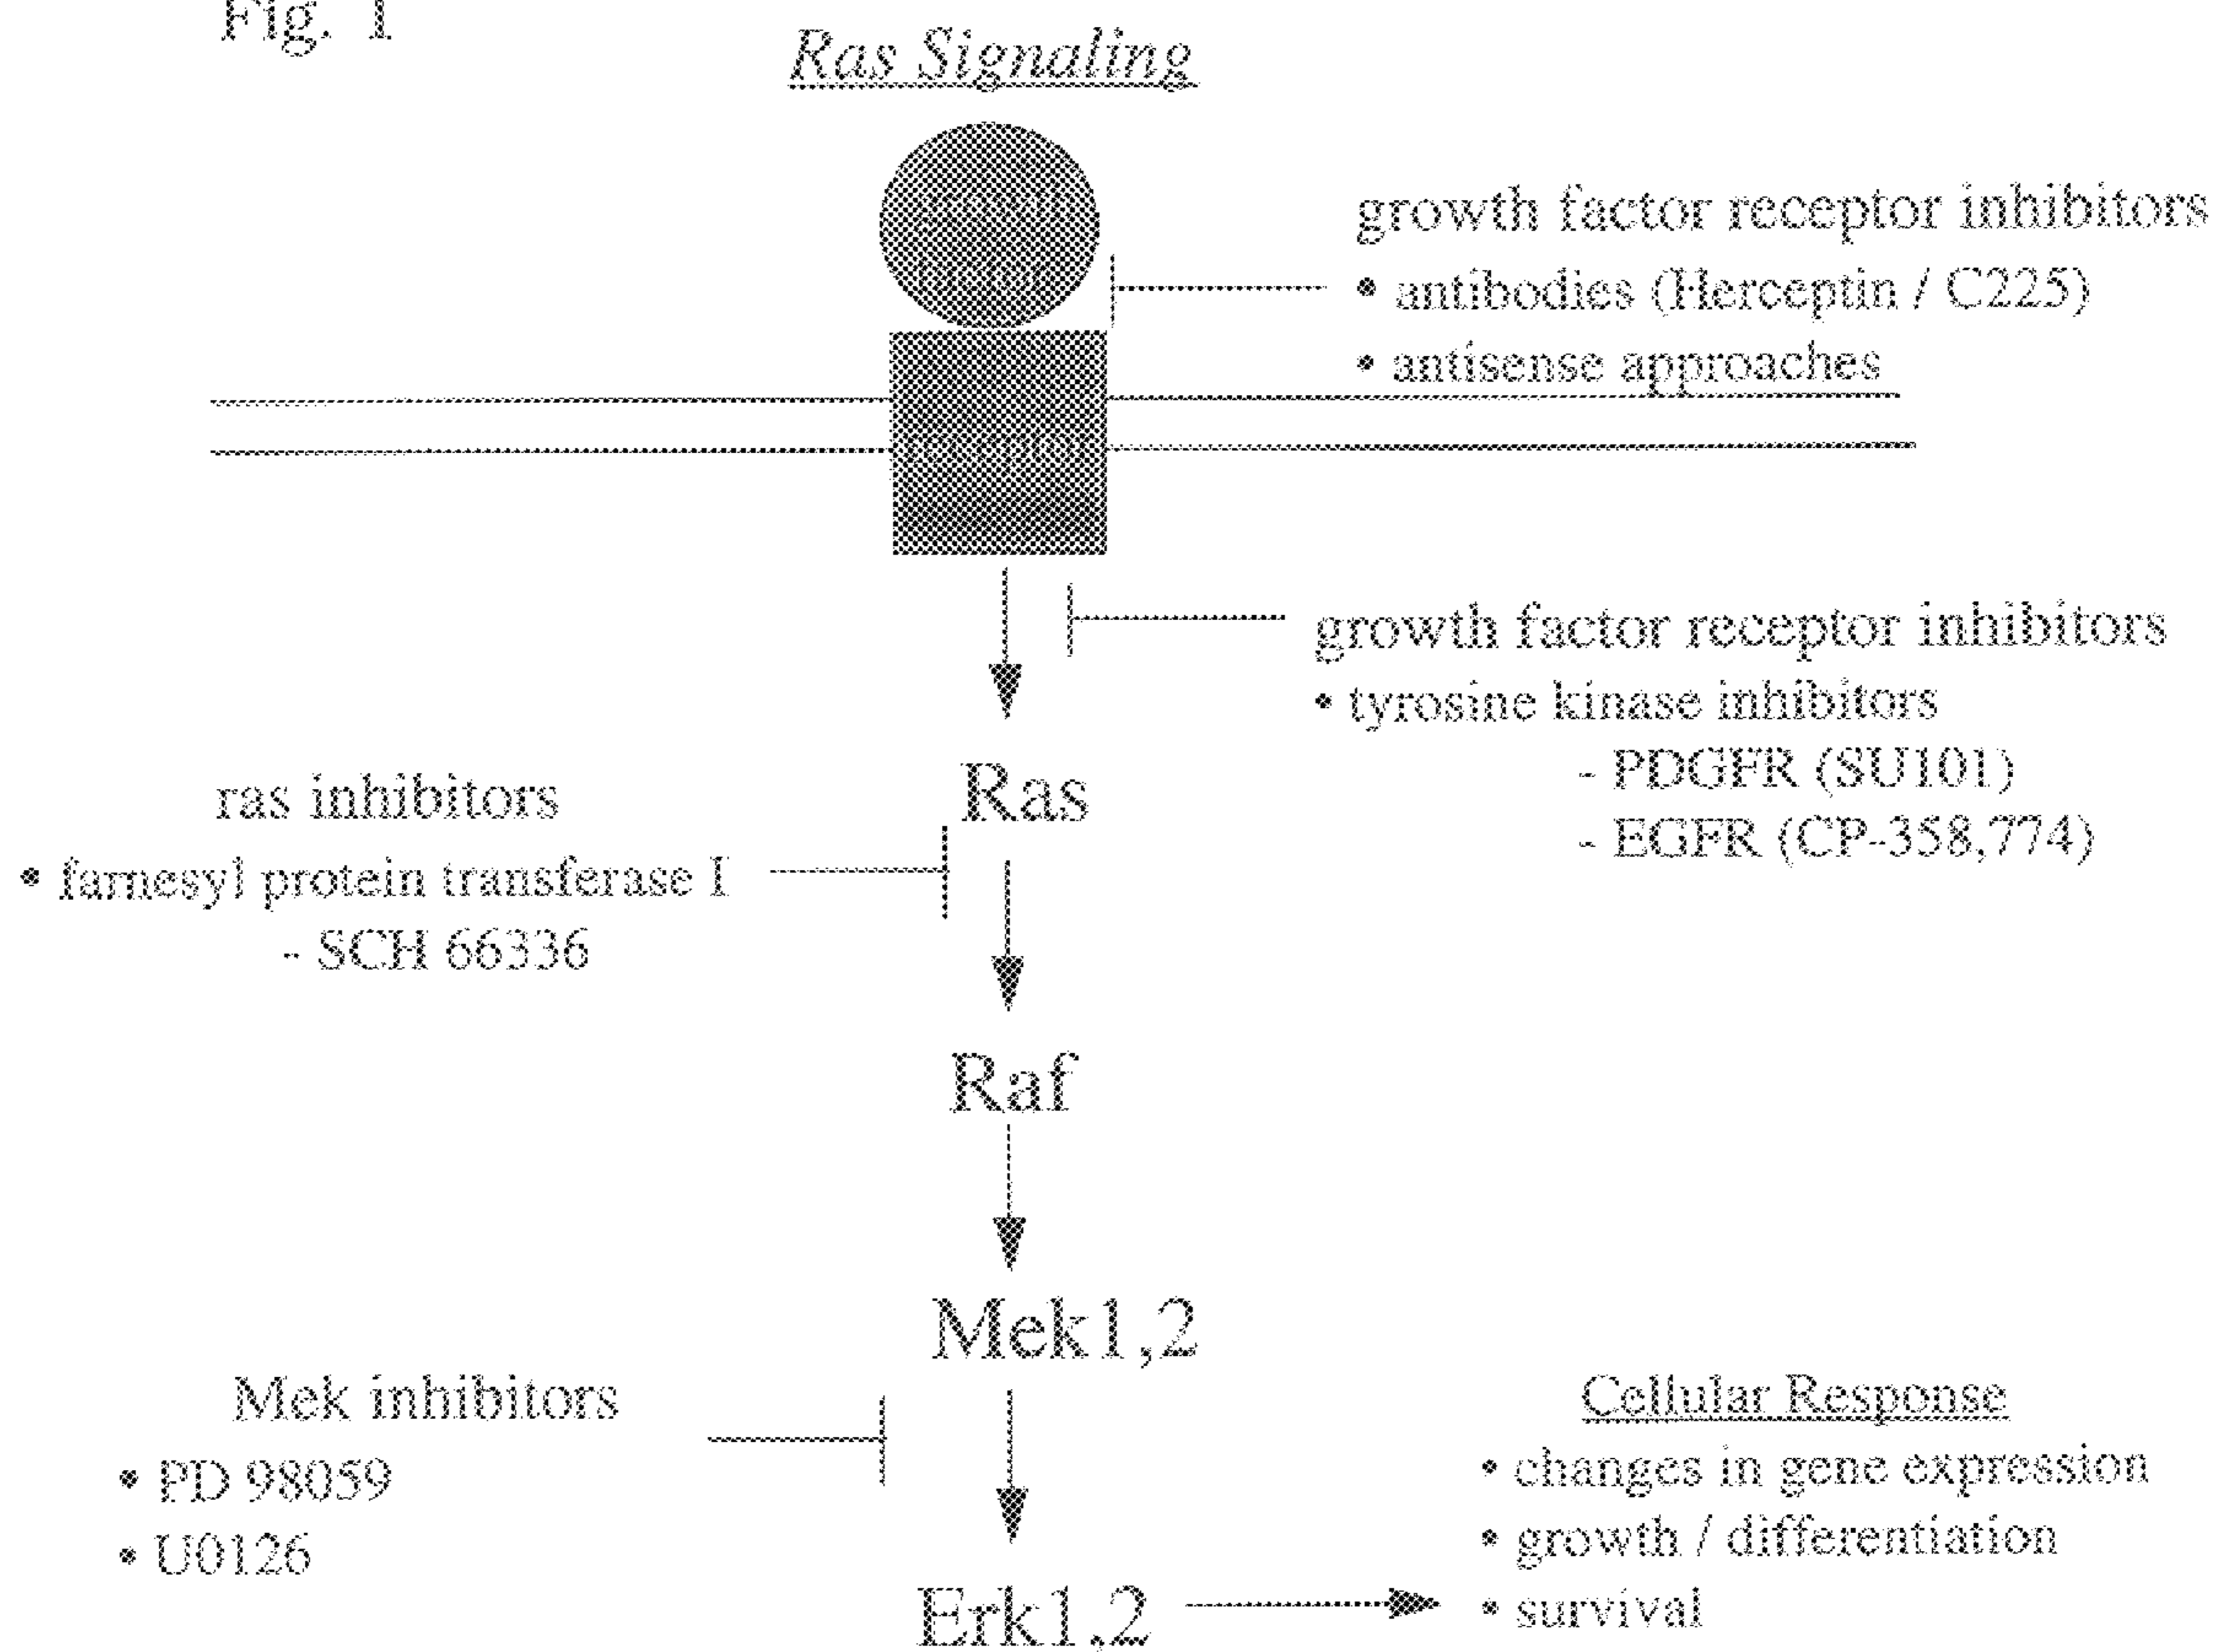 Fig. 1
Ras Signaling
growth factor receptor inhibitors
• antibodies (Herceptin / C225)
• antisense approaches
growth factor receptor inhibitors
• tyrosine kinase inhibitors
- PDGFR (SU101)
- EGFR (CP-358,774)
Ras
ras inhibitors
• farnesyl protein transferase I
- SCH 66336
Raf
Mek1,2
Mek inhibitors
• PD 98059
• U0126
Cellular Response
• changes in gene expression
• growth / differentiation
• survival
Erk1,2